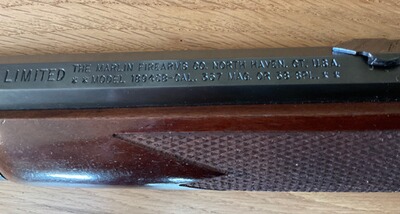 LIMITED
THE MARLIN FIREARMS CO. NORTH HAVEN, CT. U.S.A.
★★ MODEL 1894CB-CAL. 357 MAG OR 38 SPL. ★★